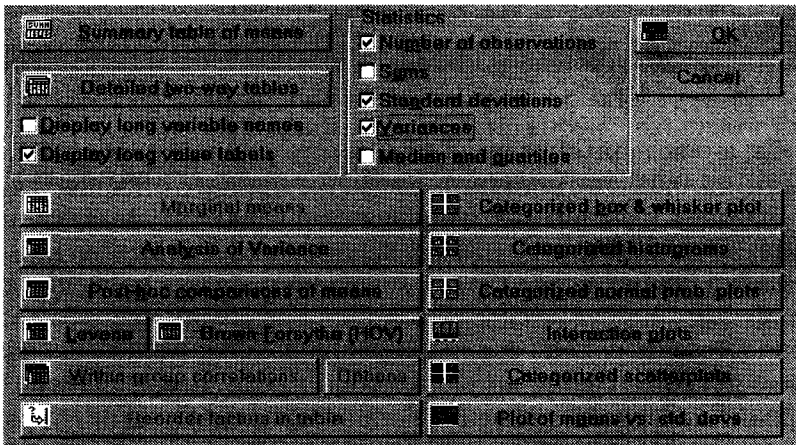 Summary table of means
Detailed two-way tables
Display long variable names
Display long value labels
Statistics
Number of observations
Sums
Standard deviations
Variances
Median and quartiles
OK
Cancel
Marginal means
Analysis of Variance
Post-hoc comparisons of means
Levene
Brown-Forsythe (HOV)
Within-group correlations
Options
Reorder factors in table
Categorized box & whisker plot
Categorized histograms
Categorized normal prob. plots
Interaction plots
Categorized scatterplots
Plot of means vs. std. devs.